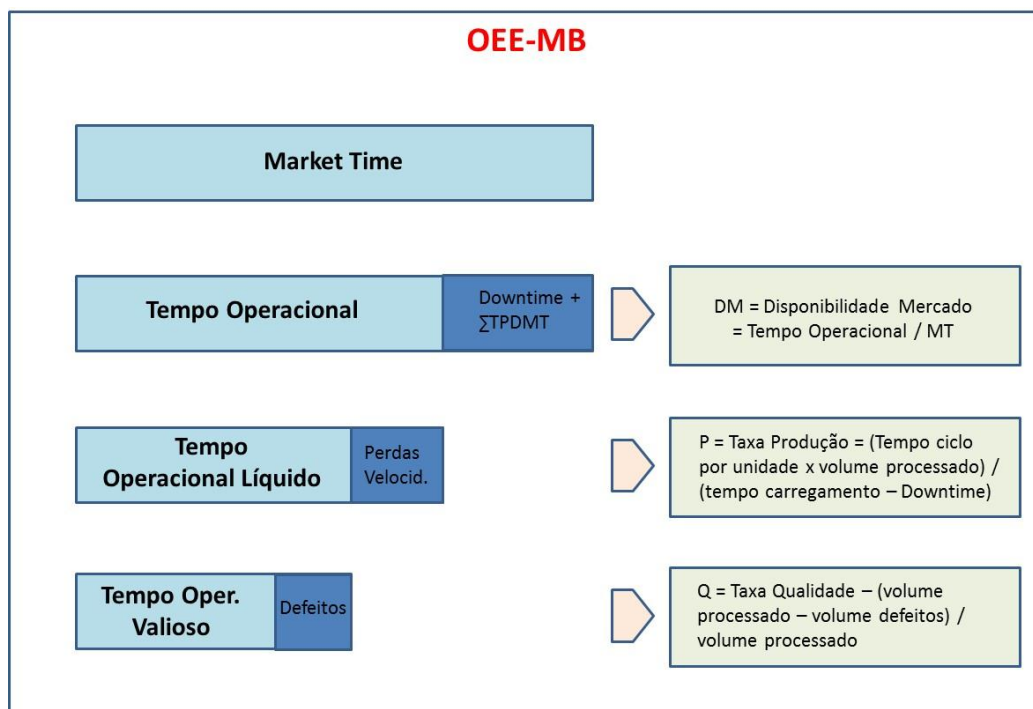 OEE-MB
Market Time
Tempo Operacional
Downtime +
∑TPDMT
DM = Disponibilidade Mercado
= Tempo Operacional / MT
Tempo
Operacional Líquido
Perdas
Velocid.
P = Taxa Produção = (Tempo ciclo
por unidade x volume processado) /
(tempo carregamento – Downtime)
Tempo Oper.
Valioso
Defeitos
Q = Taxa Qualidade – (volume
processado – volume defeitos) /
volume processado